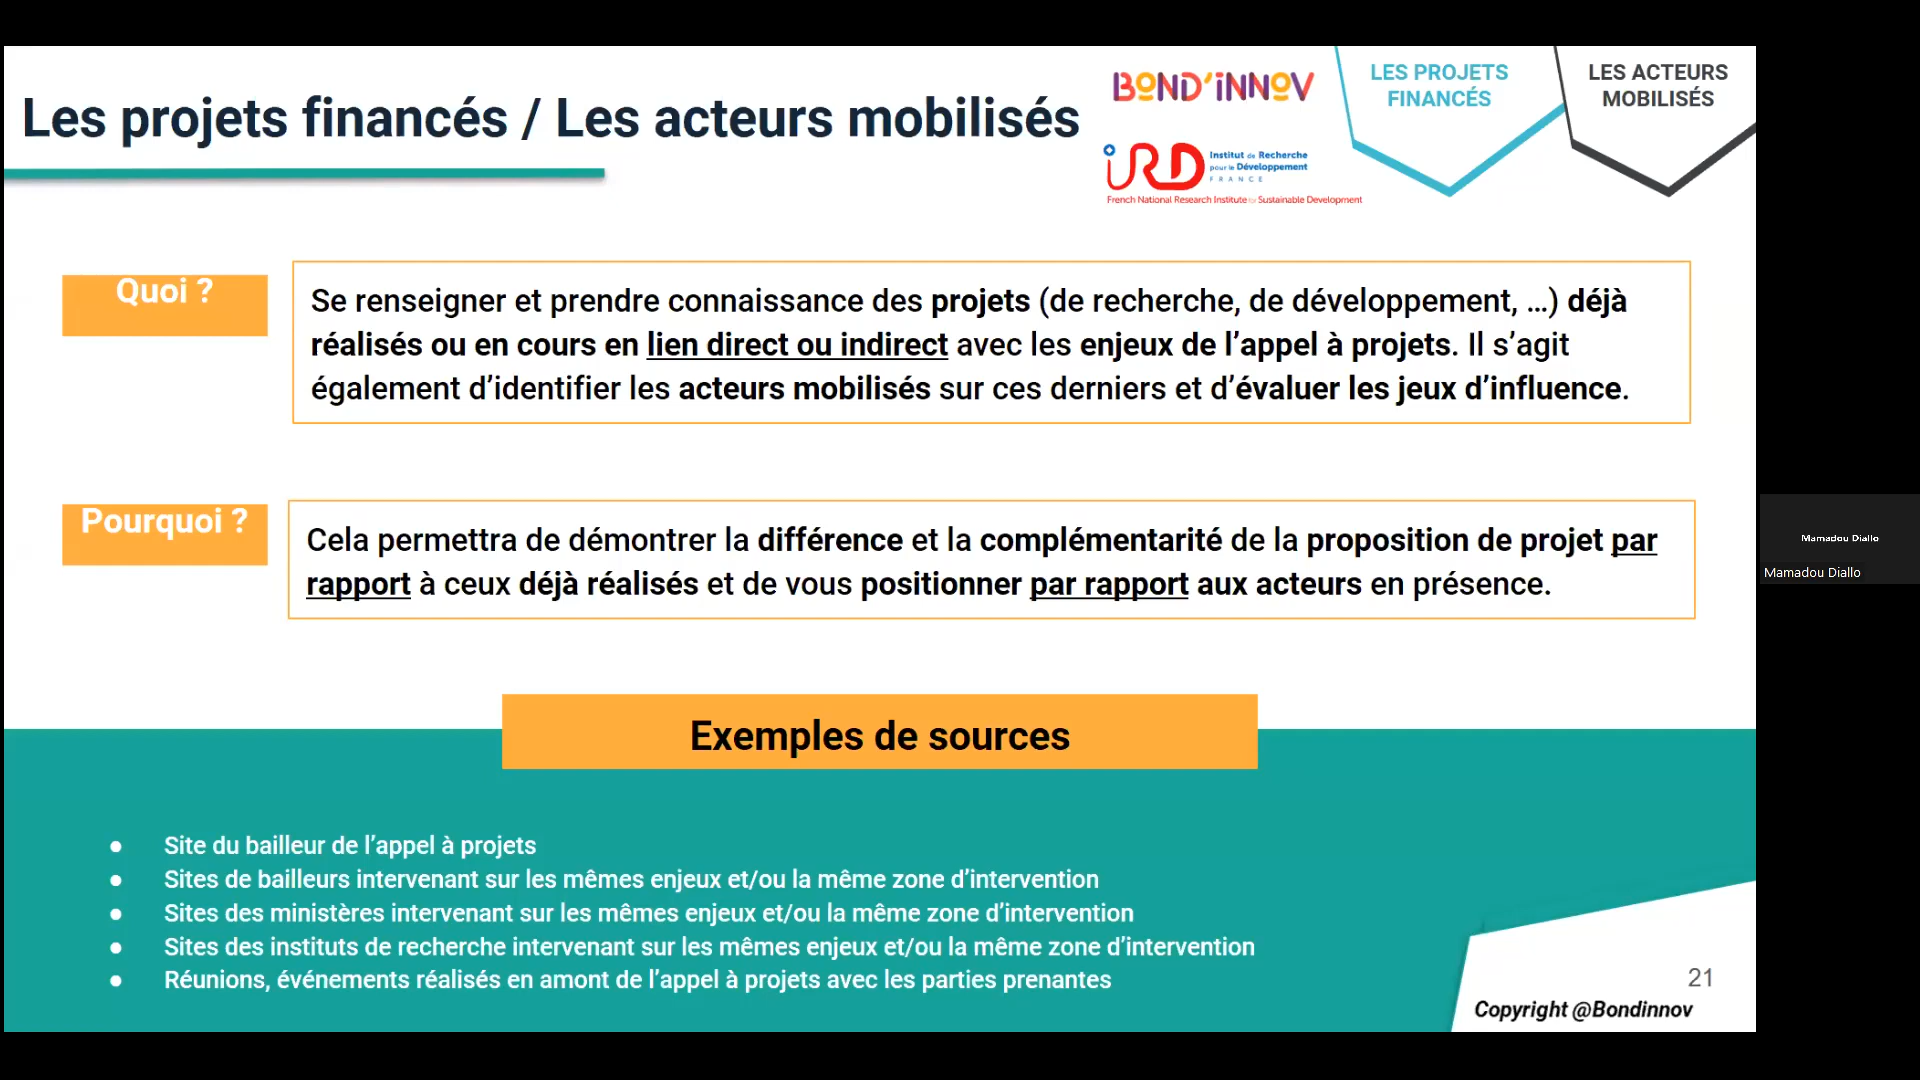 Les projets financés / Les acteurs mobilisés
BOND'iNNOV
iRD
Institut de Recherche
pour le Développement
FRANCE
French National Research Institute for Sustainable Development
LES PROJETS
FINANCÉS
LES ACTEURS
MOBILISÉS
Quoi ?
Se renseigner et prendre connaissance des projets (de recherche, de développement, …) déjà
réalisés ou en cours en lien direct ou indirect avec les enjeux de l’appel à projets. Il s’agit
également d’identifier les acteurs mobilisés sur ces derniers et d’évaluer les jeux d’influence.
Pourquoi ?
Cela permettra de démontrer la différence et la complémentarité de la proposition de projet par
rapport à ceux déjà réalisés et de vous positionner par rapport aux acteurs en présence.
Mamadou Diallo
Mamadou Diallo
Exemples de sources
● Site du bailleur de l’appel à projets
● Sites de bailleurs intervenant sur les mêmes enjeux et/ou la même zone d’intervention
● Sites des ministères intervenant sur les mêmes enjeux et/ou la même zone d’intervention
● Sites des instituts de recherche intervenant sur les mêmes enjeux et/ou la même zone d’intervention
● Réunions, événements réalisés en amont de l’appel à projets avec les parties prenantes
21
Copyright @Bondinnov